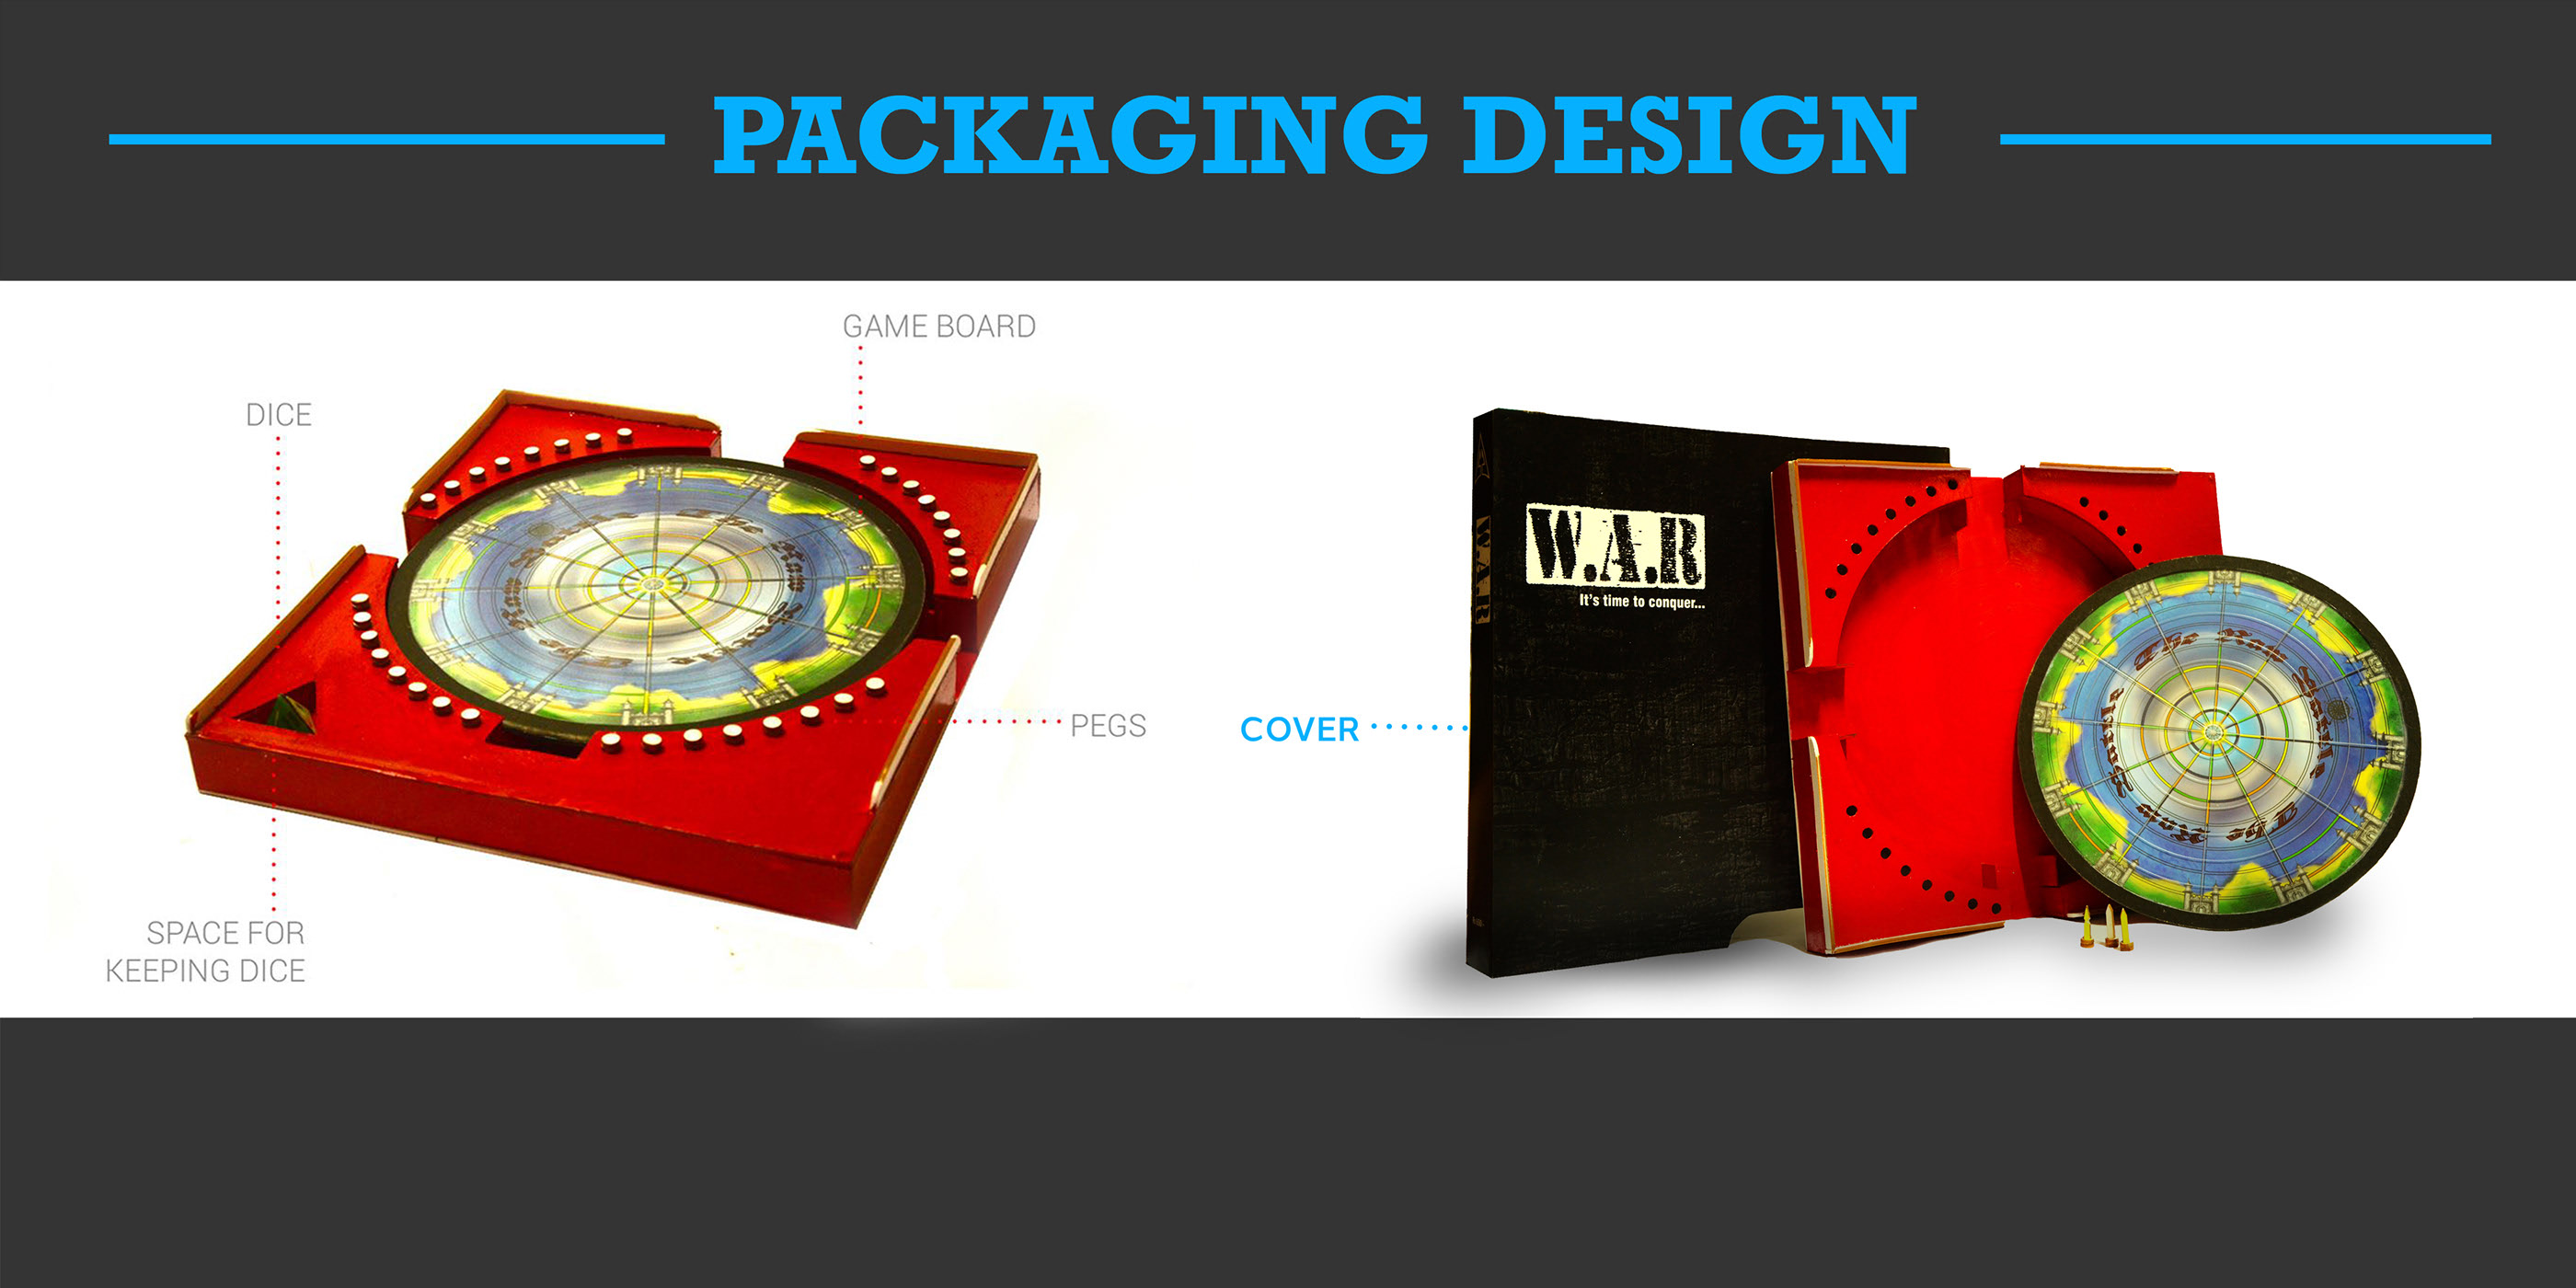 PACKAGING DESIGN
GAME BOARD
DICE
PEGS
SPACE FOR
KEEPING DICE
COVER
W.A.R
It's time to conquer...
W.A.R